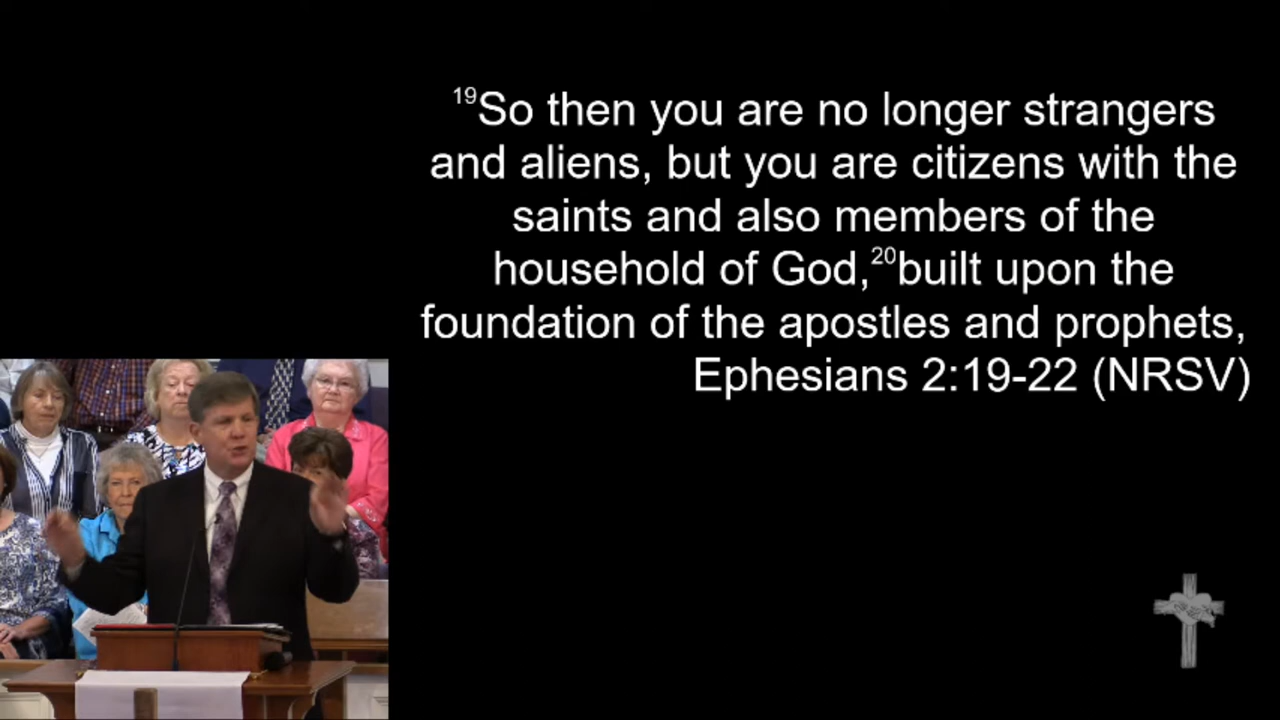 ¹⁹So then you are no longer strangers
and aliens, but you are citizens with the
saints and also members of the
household of God,²⁰built upon the
foundation of the apostles and prophets,
Ephesians 2:19-22 (NRSV)